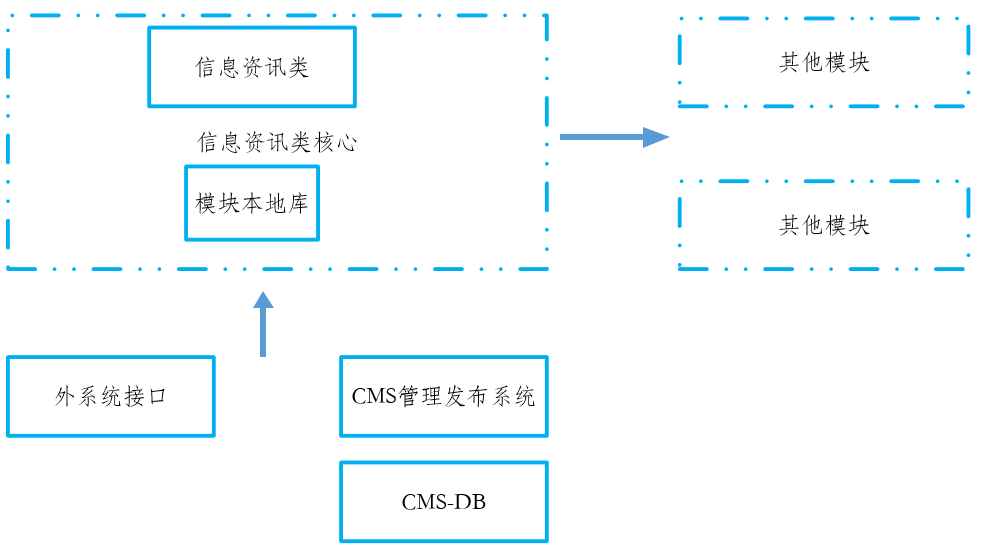 信息资讯类
信息资讯类核心
模块本地库
其他模块
其他模块
外系统接口
CMS管理发布系统
CMS-DB